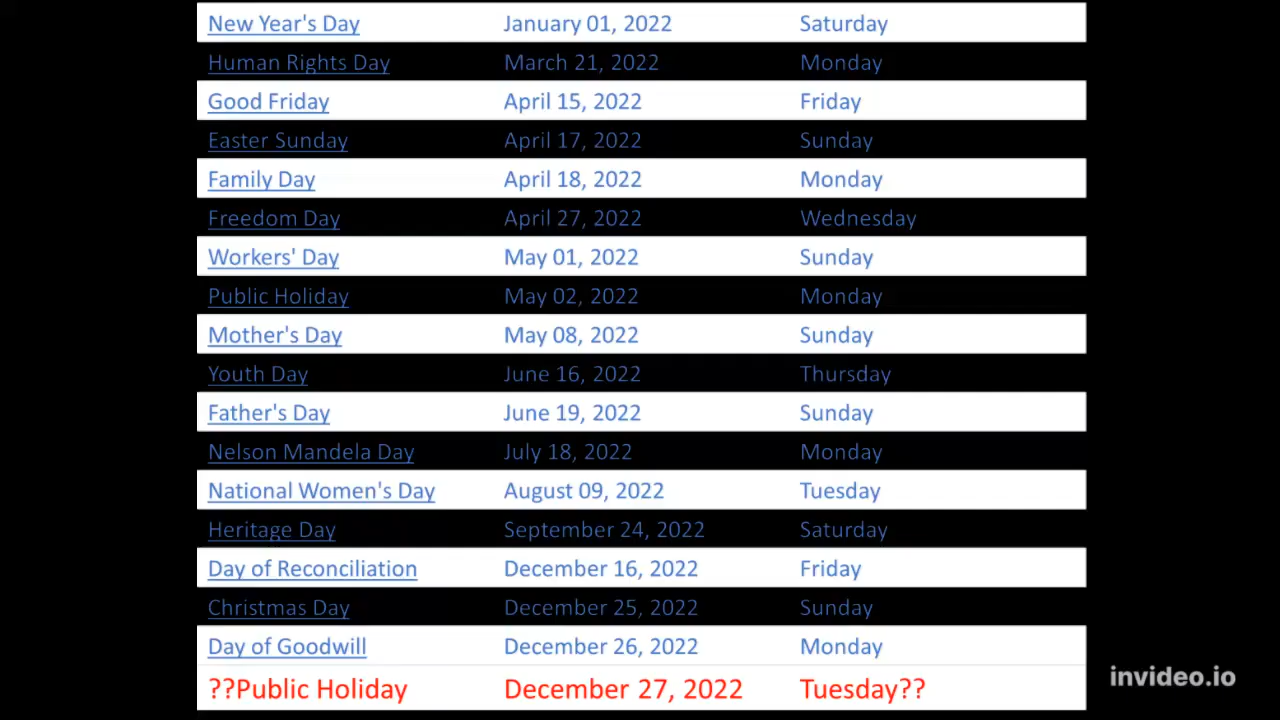 New Year's Day January 01, 2022 Saturday
Human Rights Day March 21, 2022 Monday
Good Friday April 15, 2022 Friday
Easter Sunday April 17, 2022 Sunday
Family Day April 18, 2022 Monday
Freedom Day April 27, 2022 Wednesday
Workers' Day May 01, 2022 Sunday
Public Holiday May 02, 2022 Monday
Mother's Day May 08, 2022 Sunday
Youth Day June 16, 2022 Thursday
Father's Day June 19, 2022 Sunday
Nelson Mandela Day July 18, 2022 Monday
National Women's Day August 09, 2022 Tuesday
Heritage Day September 24, 2022 Saturday
Day of Reconciliation December 16, 2022 Friday
Christmas Day December 25, 2022 Sunday
Day of Goodwill December 26, 2022 Monday
??Public Holiday December 27, 2022 Tuesday??
invideo.io